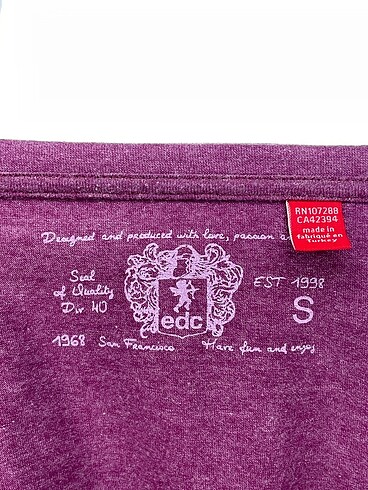 RN107288
CA42394
made in
fabriqué en
Turkey
Designed and produced with love, passion a
Seal
of Quality
Div 40
EST 1998
edc
S
1968 San Francisco
Have fun and enjoy